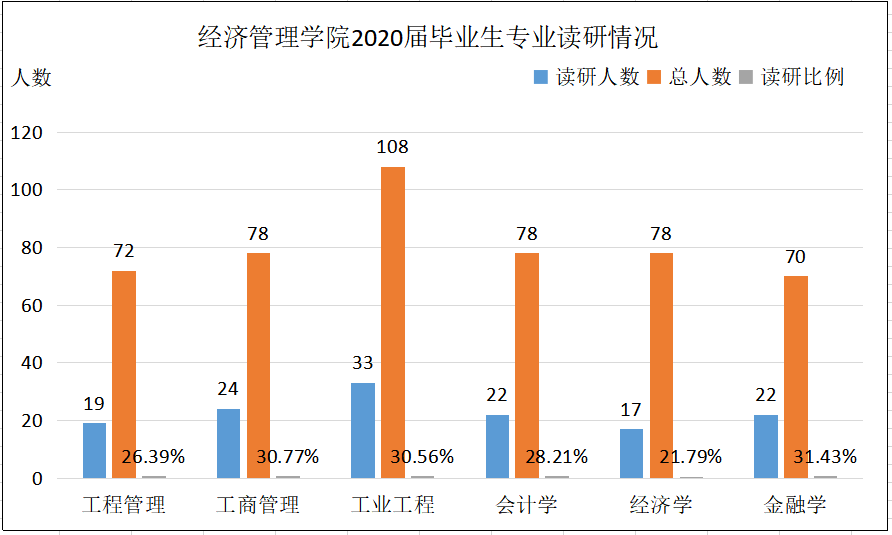 经济管理学院2020届毕业生专业读研情况
人数
读研人数 总人数 读研比例
120
100
80
60
40
20
0
19 72 26.39%
24 78 30.77%
33 108 30.56%
22 78 28.21%
17 78 21.79%
22 70 31.43%
工程管理 工商管理 工业工程 会计学 经济学 金融学